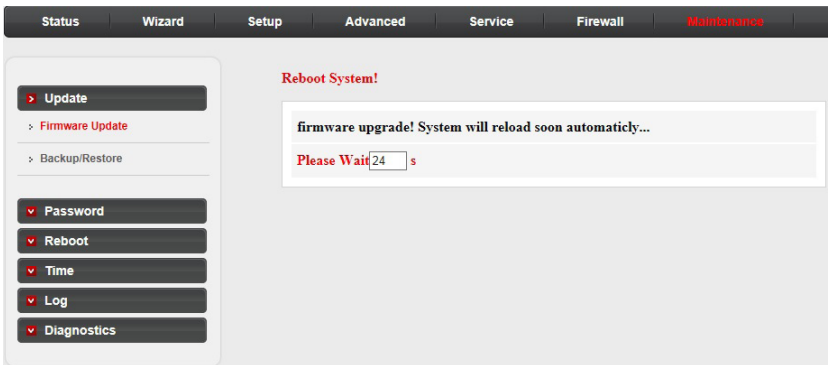 Status Wizard Setup Advanced Service Firewall Maintenance
Reboot System!
Update
Firmware Update
Backup/Restore
firmware upgrade! System will reload soon automaticly...
Please Wait 24 s
Password
Reboot
Time
Log
Diagnostics